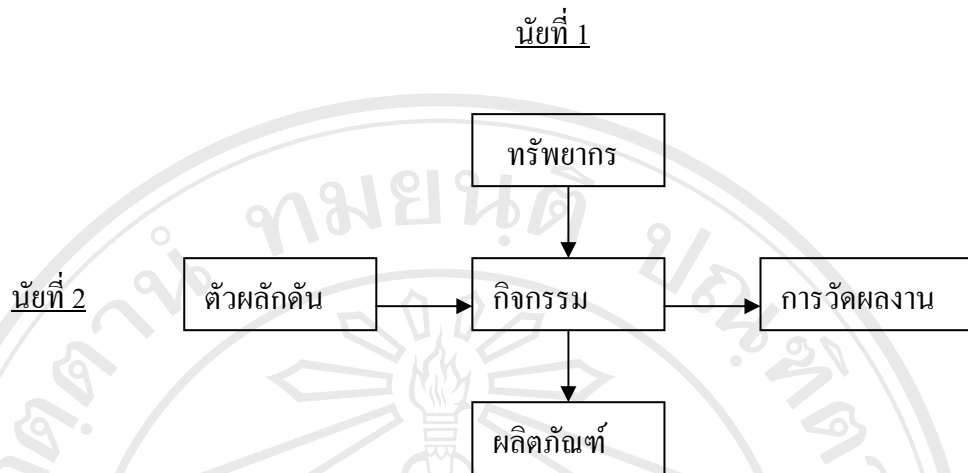 นัยที่ 1
ทรัพยากร
นัยที่ 2
ตัวผลักดัน
กิจกรรม
การวัดผลงาน
ผลิตภัณฑ์